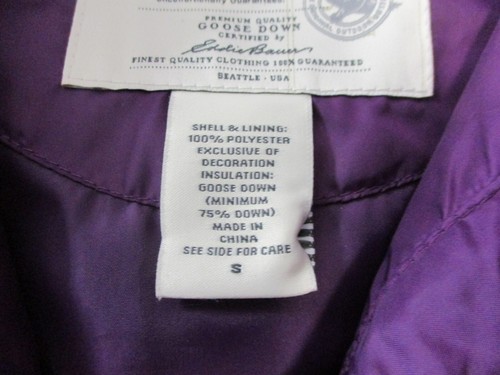 PREMIUM QUALITY
GOOSE DOWN
CERTIFIED by
Eddie Bauer
FINEST QUALITY CLOTHING 100% GUARANTEED
SEATTLE · USA
SHELL & LINING:
100% POLYESTER
EXCLUSIVE OF
DECORATION
INSULATION:
GOOSE DOWN
(MINIMUM
75% DOWN)
MADE IN
CHINA
SEE SIDE FOR CARE
S